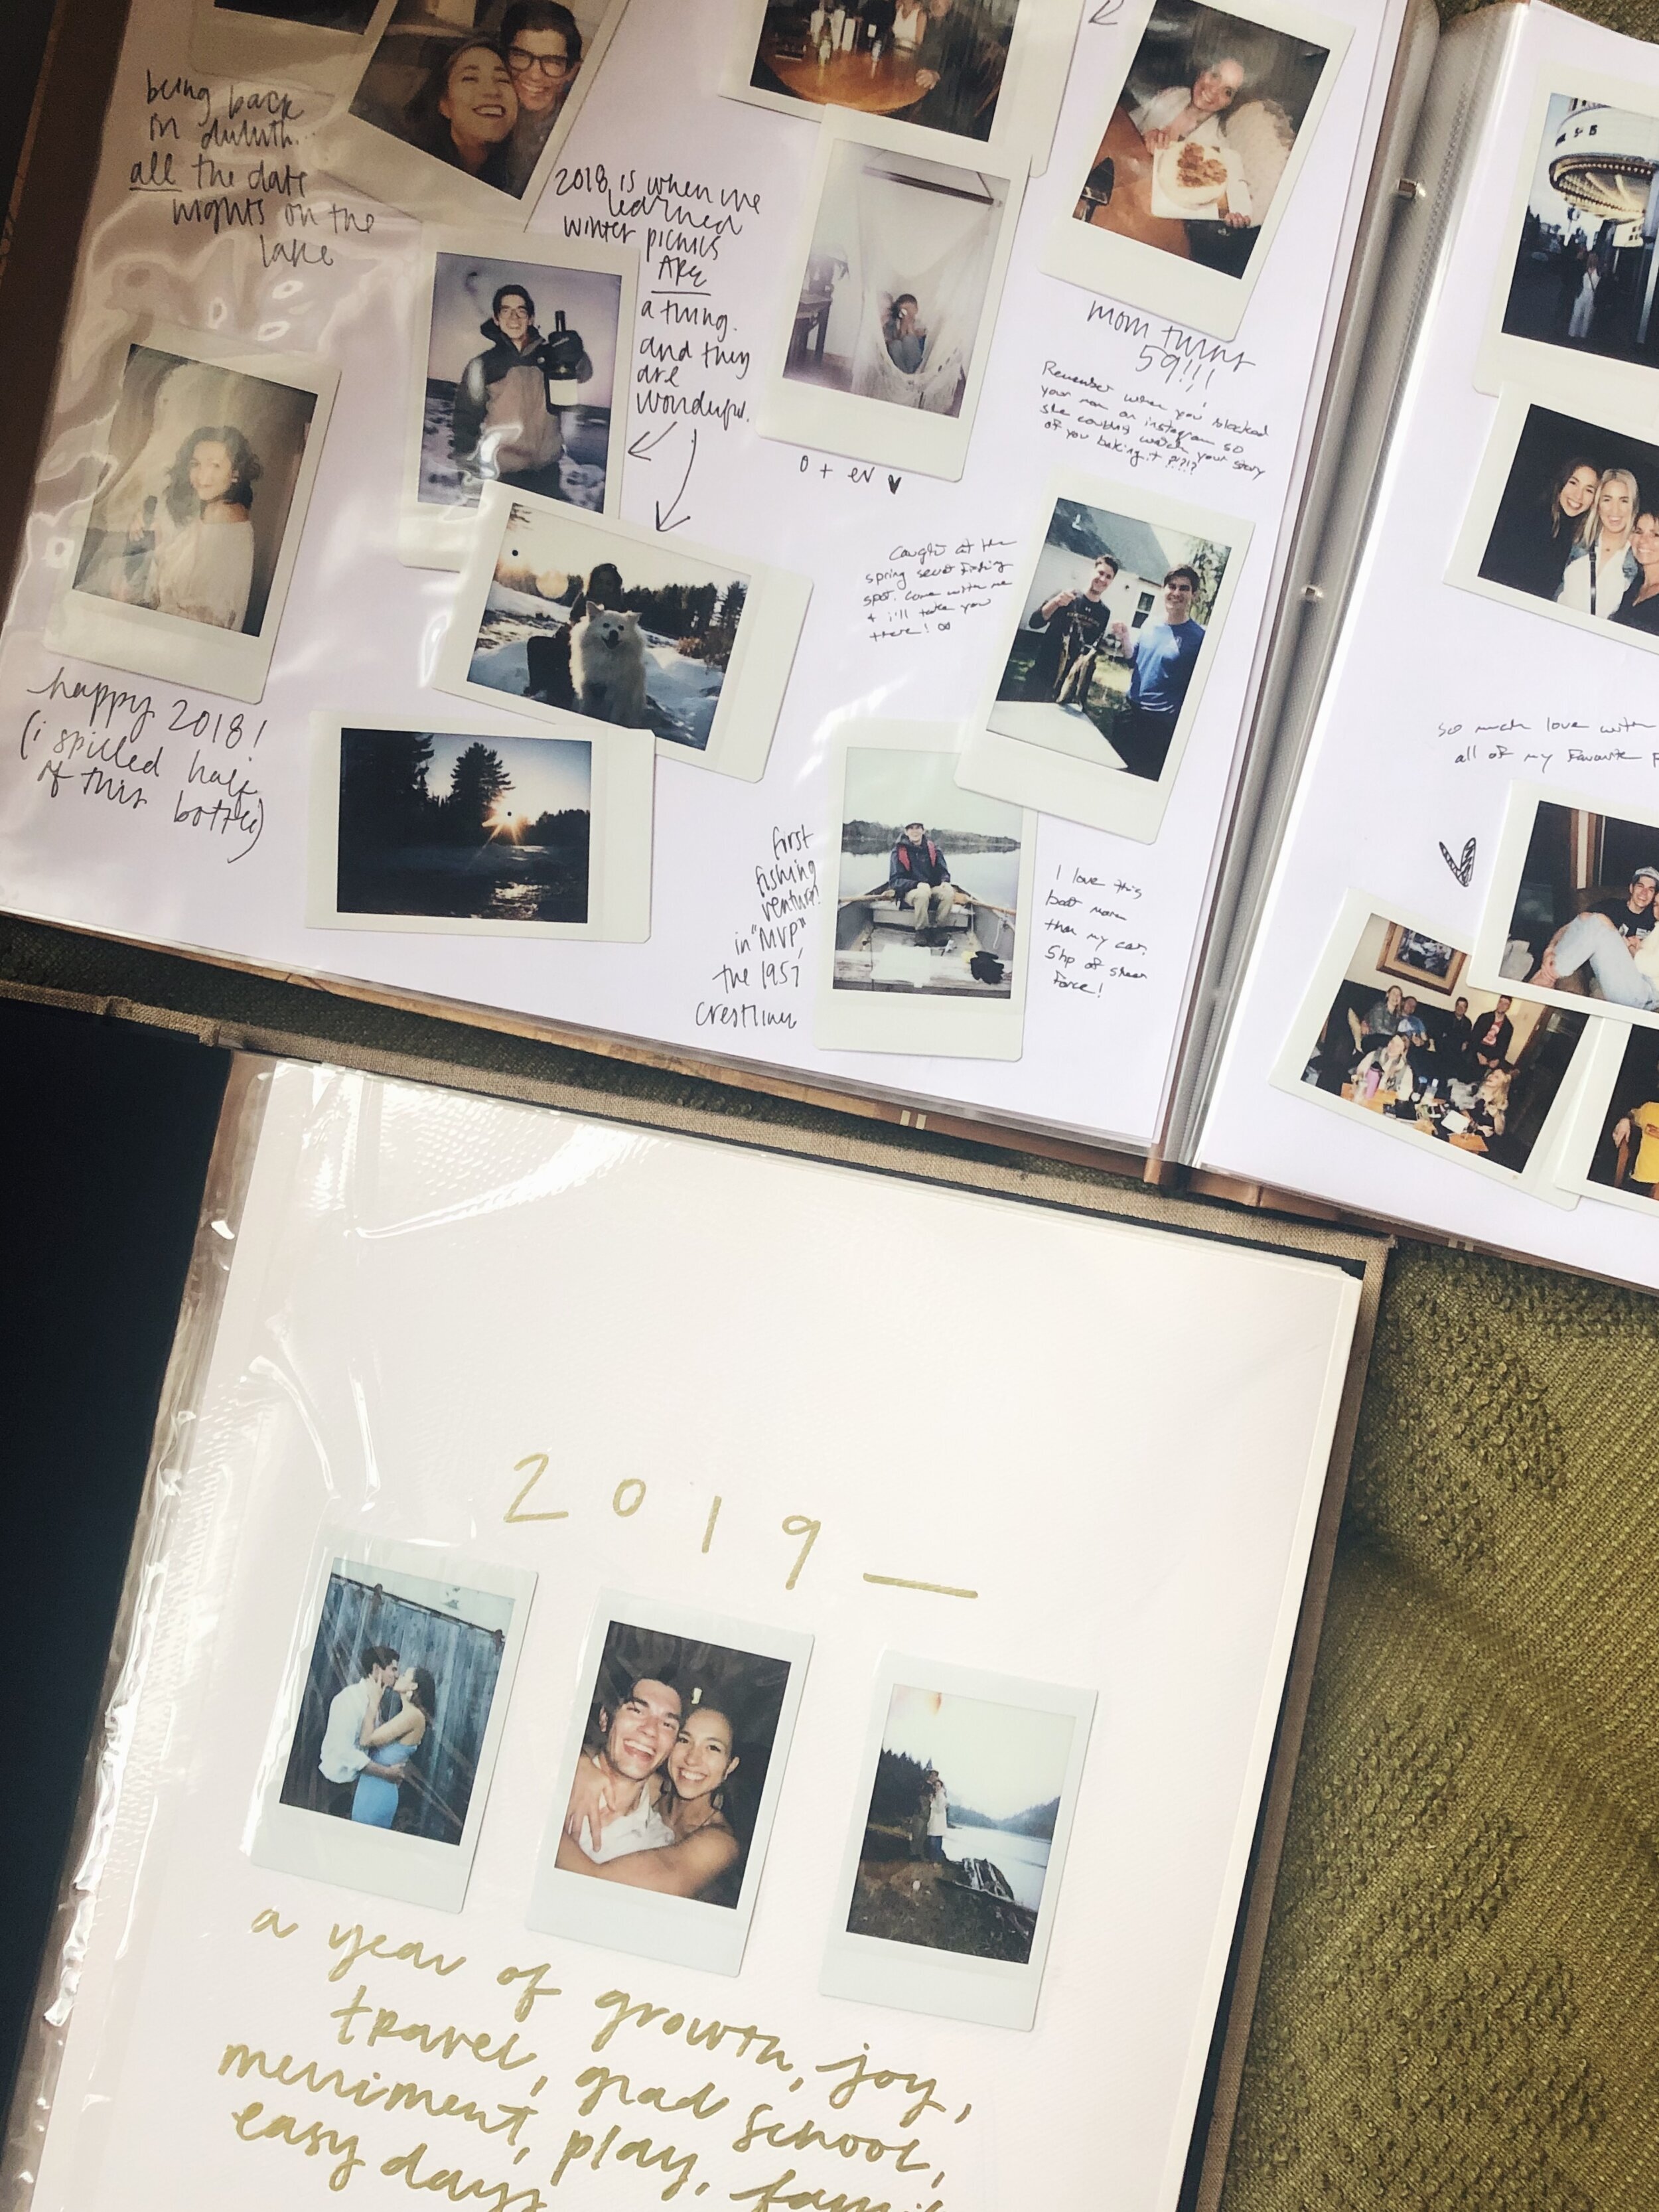 being back
in duluth...
all the date
nights on the
lake
2018 is when we
learned
winter picnics
ARE
a thing.
and they
are
wonderful.
mom turns
59!!!
Remember when you blocked
your mom on instagram so
she couldn't watch your story
of you baking it?!?!?
o + ev
happy 2018!
(i spilled half
of this bottle)
Caught at the
spring secret fishing
spot. Come with me
+ i'll take you
there!
first
fishing
venture!
in "MVP"
the 1957
crestliner
I love this
boat more
than my car.
5hp of sheer
force!
so much love with
all of my favorite
2019
a year of growth, joy,
travel, grad school,
merriment, play,
easy days